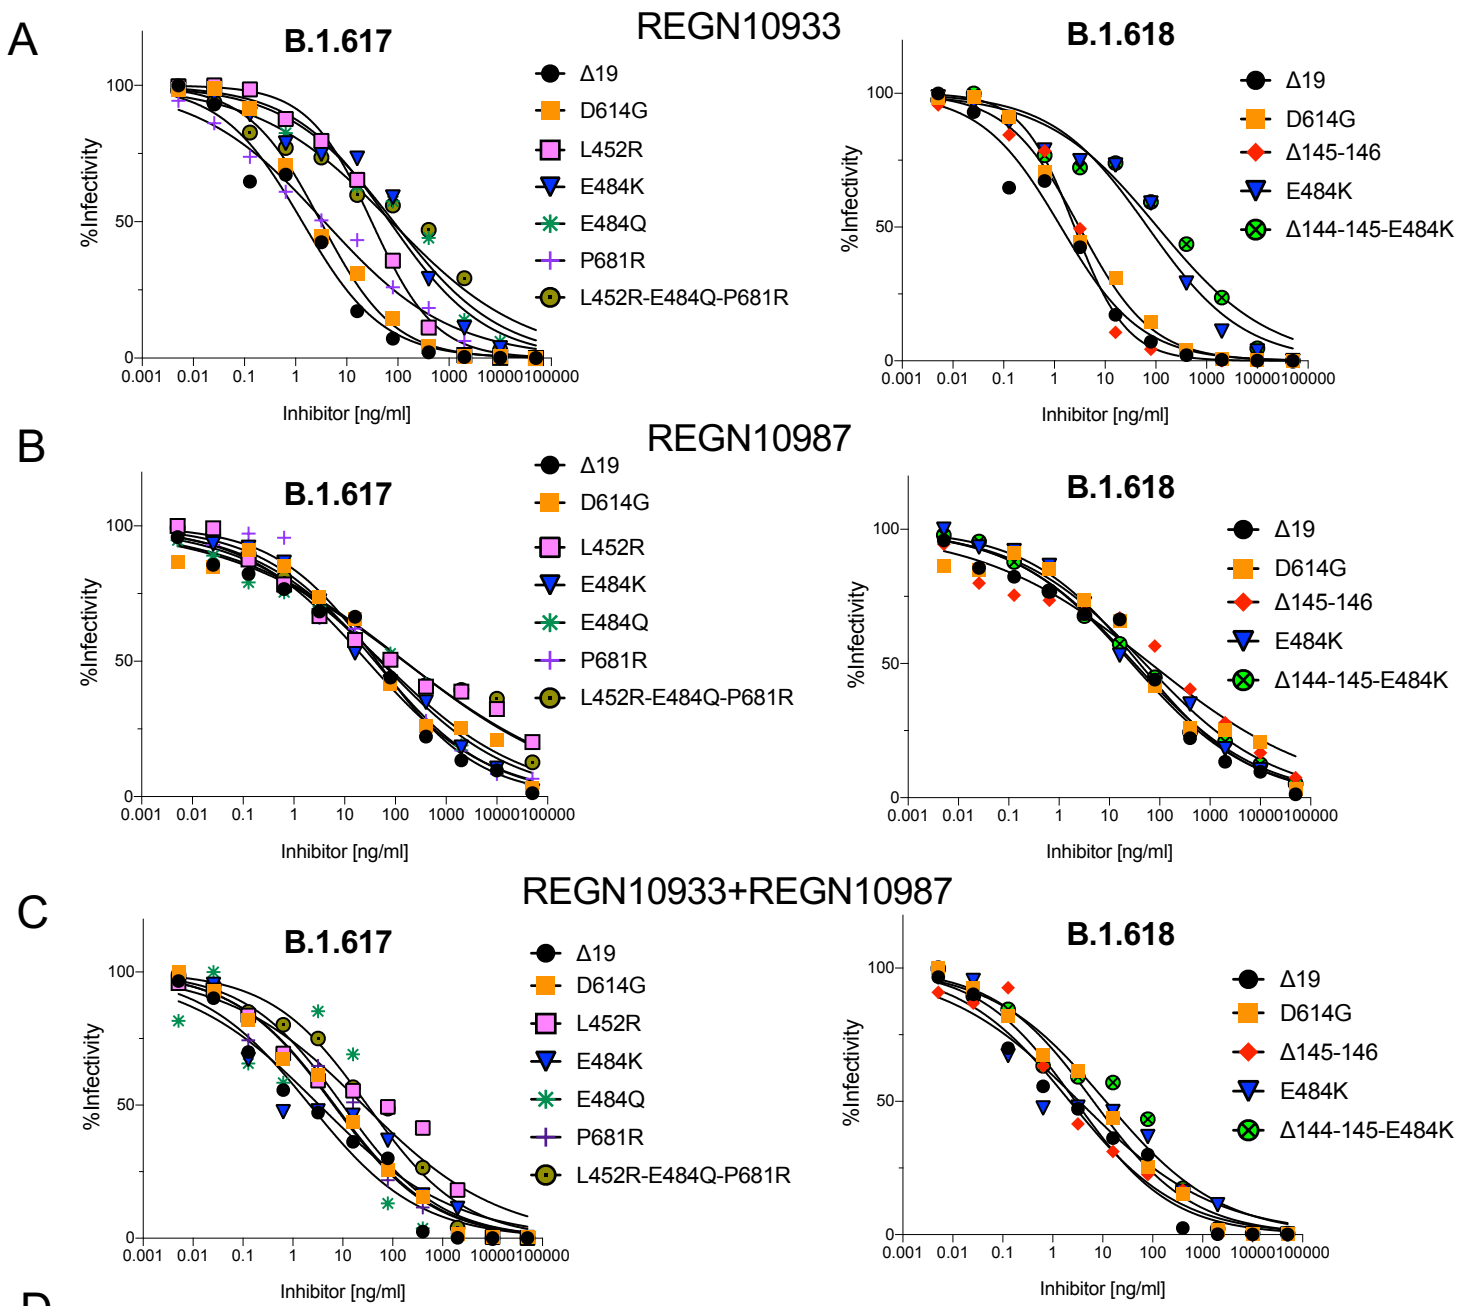 A
REGN10933
B.1.617
100
50
0
%Infectivity
0.001 0.01 0.1 1 10 100 1000 10000 100000
Inhibitor [ng/ml]
Δ19
D614G
L452R
E484K
E484Q
P681R
L452R-E484Q-P681R
B.1.618
100
50
0
%Infectivity
0.001 0.01 0.1 1 10 100 1000 10000 100000
Inhibitor [ng/ml]
Δ19
D614G
Δ145-146
E484K
Δ144-145-E484K
B
REGN10987
B.1.617
100
50
0
%Infectivity
0.001 0.01 0.1 1 10 100 1000 10000 100000
Inhibitor [ng/ml]
Δ19
D614G
L452R
E484K
E484Q
P681R
L452R-E484Q-P681R
B.1.618
100
50
0
%Infectivity
0.001 0.01 0.1 1 10 100 1000 10000 100000
Inhibitor [ng/ml]
Δ19
D614G
Δ145-146
E484K
Δ144-145-E484K
C
REGN10933+REGN10987
B.1.617
100
50
0
%Infectivity
0.001 0.01 0.1 1 10 100 1000 10000 100000
Inhibitor [ng/ml]
Δ19
D614G
L452R
E484K
E484Q
P681R
L452R-E484Q-P681R
B.1.618
100
50
0
%Infectivity
0.001 0.01 0.1 1 10 100 1000 10000 100000
Inhibitor [ng/ml]
Δ19
D614G
Δ145-146
E484K
Δ144-145-E484K